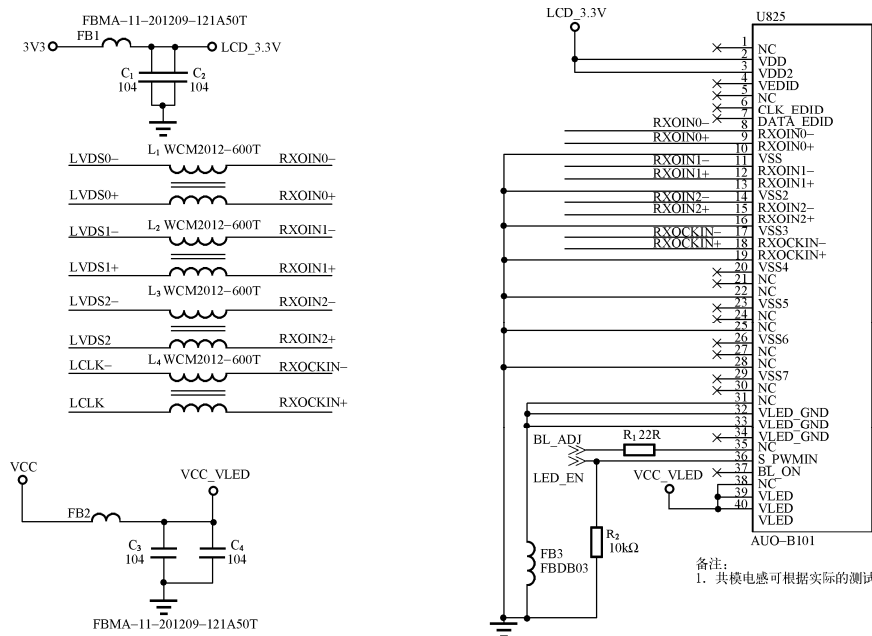 FBMA-11-201209-121A50T
FB1
3V3
LCD_3.3V
C₁
104
C₂
104
L₁ WCM2012-600T
LVDS0-
RXOIN0-
LVDS0+
RXOIN0+
L₂ WCM2012-600T
LVDS1-
RXOIN1-
LVDS1+
RXOIN1+
L₃ WCM2012-600T
LVDS2-
RXOIN2-
LVDS2
RXOIN2+
L₄ WCM2012-600T
LCLK-
RXOCKIN-
LCLK
RXOCKIN+
VCC
VCC_VLED
FB2
C₃
104
C₄
104
FBMA-11-201209-121A50T
LCD_3.3V
U825
1 NC
2 VDD
3 VDD2
4 VEDID
5 NC
6 CLK_EDID
7 DATA_EDID
RXOIN0- 8 RXOIN0-
RXOIN0+ 9 RXOIN0+
10 VSS
RXOIN1- 11 RXOIN1-
RXOIN1+ 12 RXOIN1+
13 VSS2
RXOIN2- 14 RXOIN2-
RXOIN2+ 15 RXOIN2+
16 VSS3
RXOCKIN- 17 RXOCKIN-
RXOCKIN+ 18 RXOCKIN+
19 VSS4
20 NC
21 NC
22 VSS5
23 NC
24 NC
25 VSS6
26 NC
27 NC
28 VSS7
29 NC
30 NC
31 VLED_GND
32 VLED_GND
33 VLED_GND
34 NC
35 S_PWMIN
36 BL_ON
37 NC
38 VLED
39 VLED
40 VLED
BL_ADJ
R₁ 22R
LED_EN
VCC_VLED
R₂
10kΩ
FB3
FBDB03
AUO-B101
备注:
1. 共模电感可根据实际的测试